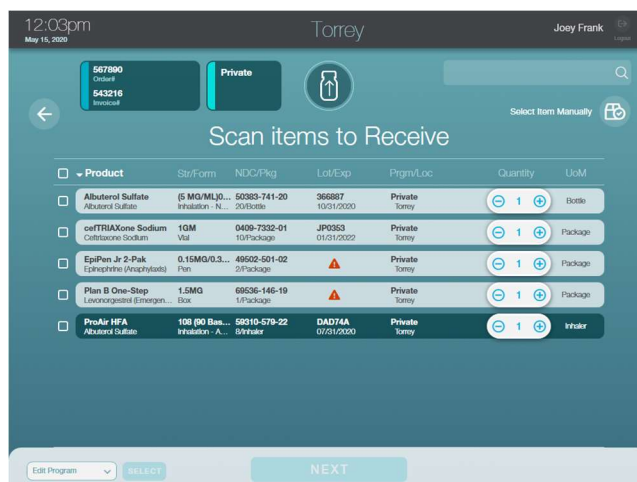 12:03pm
May 15, 2020
Torrey
Joey Frank
Logout
567890
Order#
543216
Invoice#
Private
Select Item Manually
Scan items to Receive
Product Str/Form NDC/Pkg Lot/Exp Prgm/Loc Quantity UoM
Albuterol Sulfate (5 MG/ML)0... 50383-741-20 366887 Private 1 Bottle
Albuterol Sulfate Inhalation - N... 20/Bottle 10/31/2020 Torrey
cefTRIAXone Sodium 1GM 0409-7332-01 JP0353 Private 1 Package
Ceftriaxone Sodium Vial 10/Package 01/31/2022 Torrey
EpiPen Jr 2-Pak 0.15MG/0.3... 49502-501-02 Private 1 Package
Epinephrine (Anaphylaxis) Pen 2/Package Torrey
Plan B One-Step 1.5MG 69536-146-19 Private 1 Package
Levonorgestrel (Emergen... Box 1/Package Torrey
ProAir HFA 108 (90 Bas... 59310-579-22 DAD74A Private 1 Inhaler
Albuterol Sulfate Inhalation - A... 8/Inhaler 07/31/2020 Torrey
Edit Program SELECT NEXT